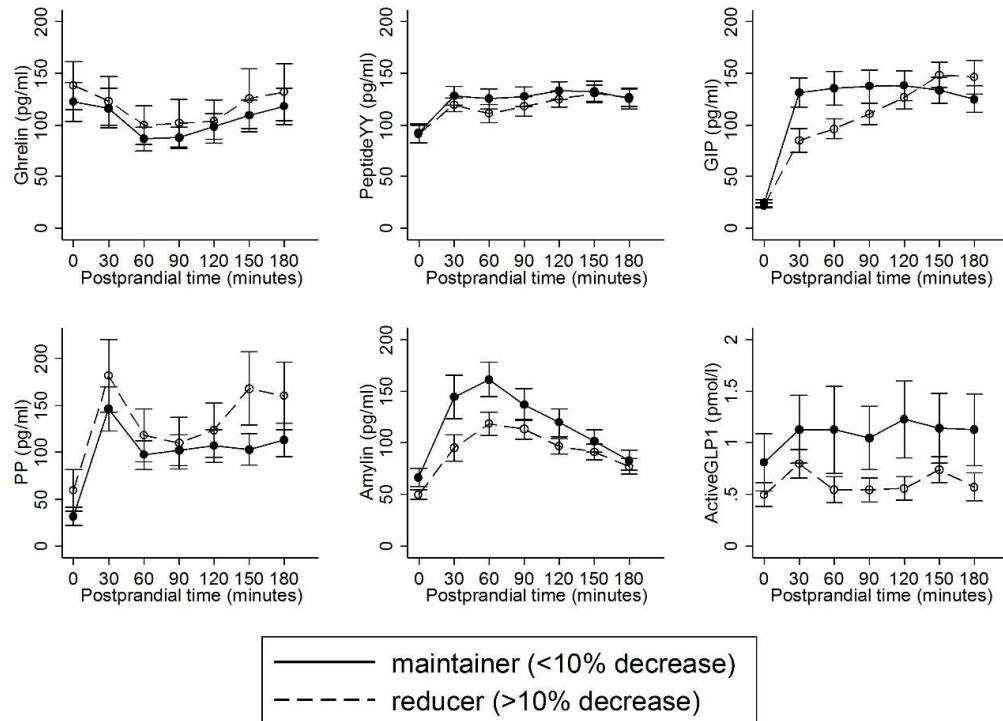 Ghrelin (pg/ml)
0 50 100 150 200
0 30 60 90 120 150 180
Postprandial time (minutes)
PeptideYY (pg/ml)
0 50 100 150 200
0 30 60 90 120 150 180
Postprandial time (minutes)
GIP (pg/ml)
0 50 100 150 200
0 30 60 90 120 150 180
Postprandial time (minutes)
PP (pg/ml)
0 50 100 150 200
0 30 60 90 120 150 180
Postprandial time (minutes)
Amylin (pg/ml)
0 50 100 150 200
0 30 60 90 120 150 180
Postprandial time (minutes)
ActiveGLP1 (pmol/l)
0 .5 1 1.5 2
0 30 60 90 120 150 180
Postprandial time (minutes)
maintainer (<10% decrease)
reducer (>10% decrease)